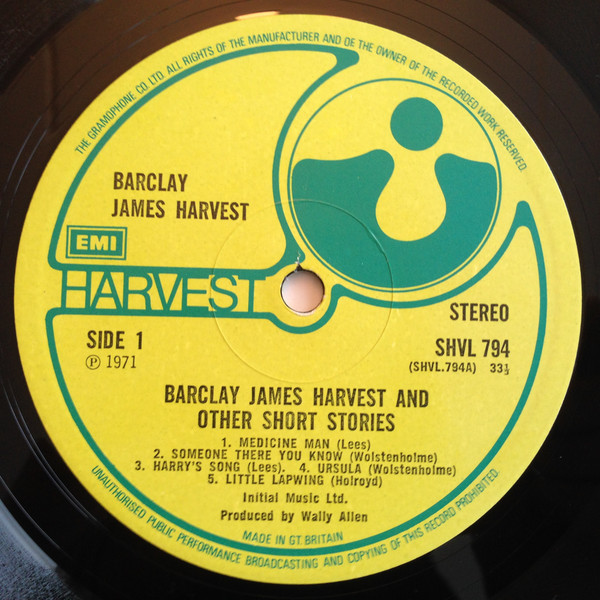 THE GRAMOPHONE CO. LTD. ALL RIGHTS OF THE MANUFACTURER AND OF THE OWNER OF THE RECORDED WORK RESERVED.
BARCLAY
JAMES HARVEST
EMI
HARVEST
STEREO
SIDE 1
SHVL 794
℗ 1971
(SHVL.794A) 33⅓
BARCLAY JAMES HARVEST AND
OTHER SHORT STORIES
1. MEDICINE MAN (Lees)
2. SOMEONE THERE YOU KNOW (Wolstenholme)
3. HARRY'S SONG (Lees). 4. URSULA (Wolstenholme)
5. LITTLE LAPWING (Holroyd)
Initial Music Ltd.
Produced by Wally Allen
MADE IN GT. BRITAIN
UNAUTHORISED PUBLIC PERFORMANCE BROADCASTING AND COPYING OF THIS RECORD PROHIBITED.